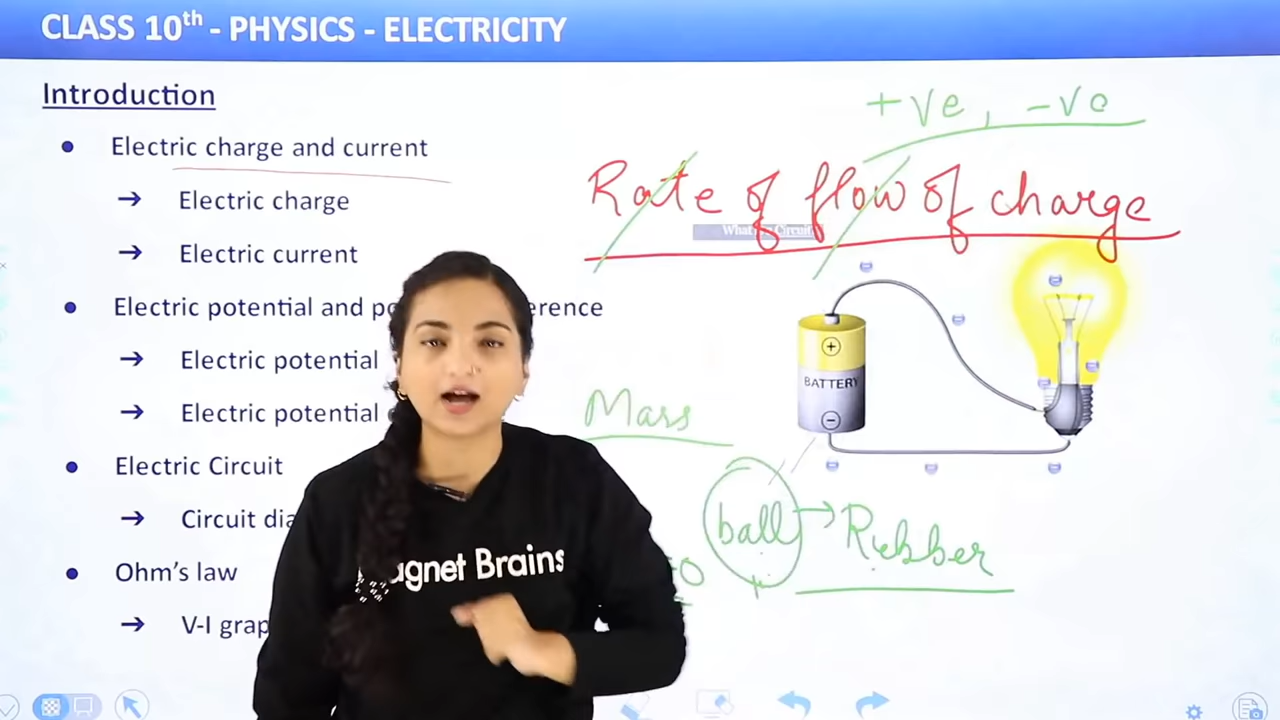 CLASS 10th - PHYSICS - ELECTRICITY
Introduction
Electric charge and current
→ Electric charge
→ Electric current
Electric potential and po erence
→ Electric potential
→ Electric potential
Electric Circuit
→ Circuit dia
Ohm's law
→ V-I grap
+ve, -ve
Rate of flow of charge
+
BATTERY
-
Mass
ball → Rubber
agnet Brains